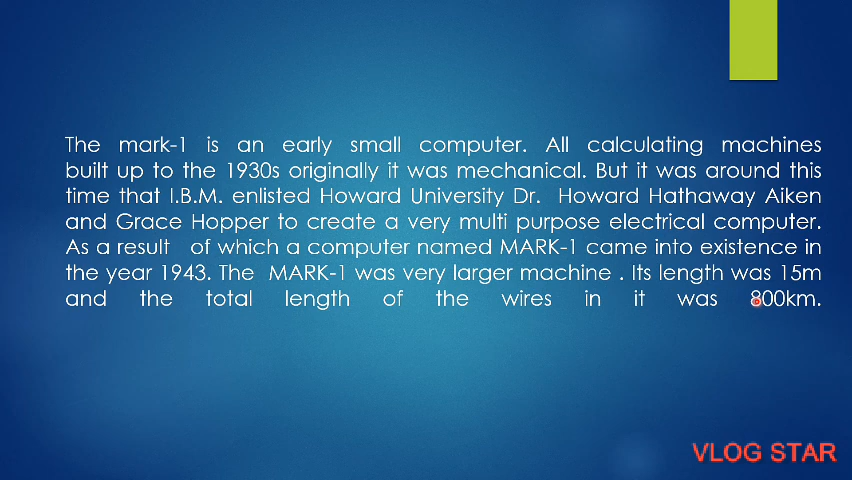 The mark-1 is an early small computer. All calculating machines
built up to the 1930s originally it was mechanical. But it was around this
time that I.B.M. enlisted Howard University Dr. Howard Hathaway Aiken
and Grace Hopper to create a very multi purpose electrical computer.
As a result of which a computer named MARK-1 came into existence in
the year 1943. The MARK-1 was very larger machine . Its length was 15m
and the total length of the wires in it was 800km.
VLOG STAR